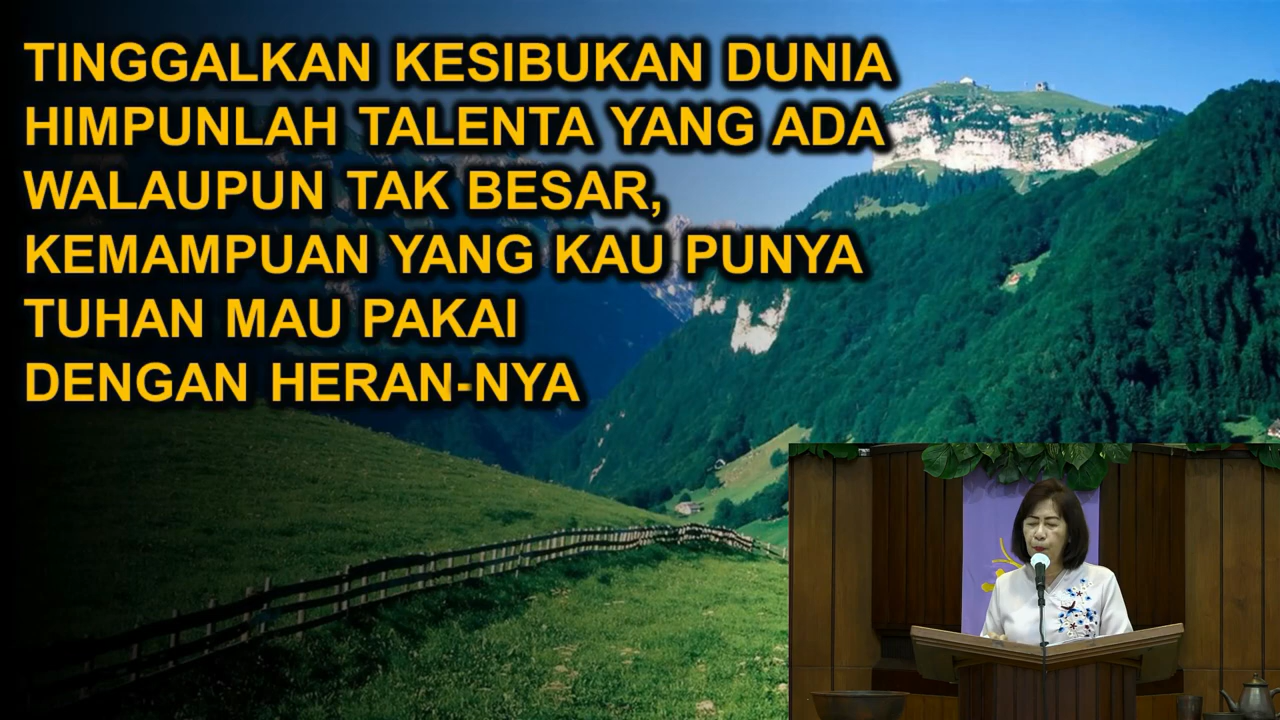 TINGGALKAN KESIBUKAN DUNIA
HIMPUNLAH TALENTA YANG ADA
WALAUPUN TAK BESAR,
KEMAMPUAN YANG KAU PUNYA
TUHAN MAU PAKAI
DENGAN HERAN-NYA